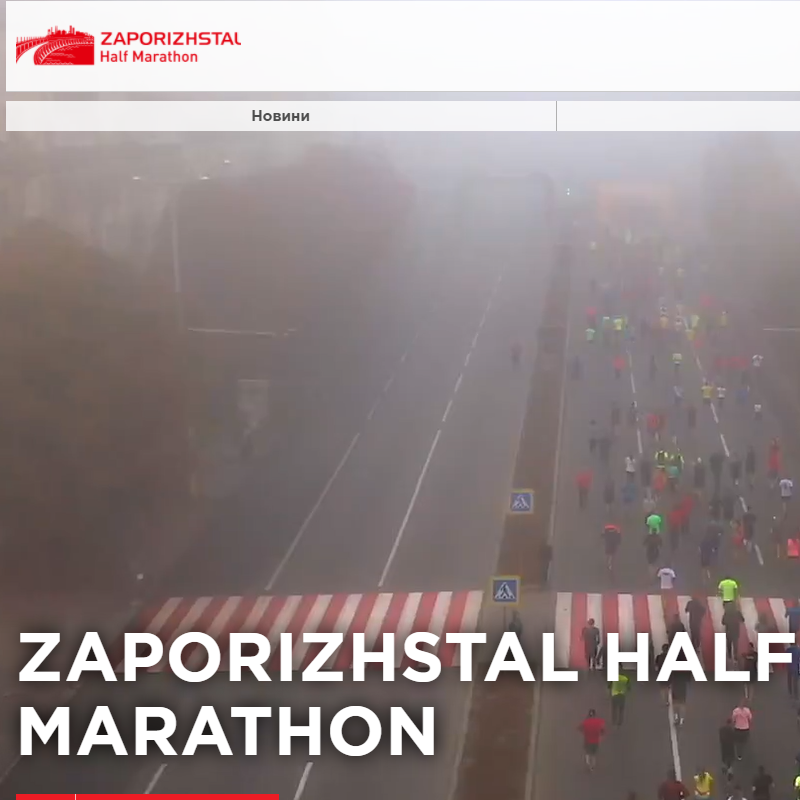 ZAPORIZHSTAL
Half Marathon
Новини
ZAPORIZHSTAL HALF
MARATHON